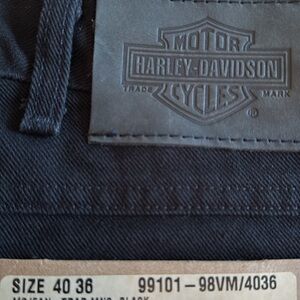 MOTOR
HARLEY-DAVIDSON
TRADE MARK
CYCLES
®
SIZE 40 36 99101-98VM/4036